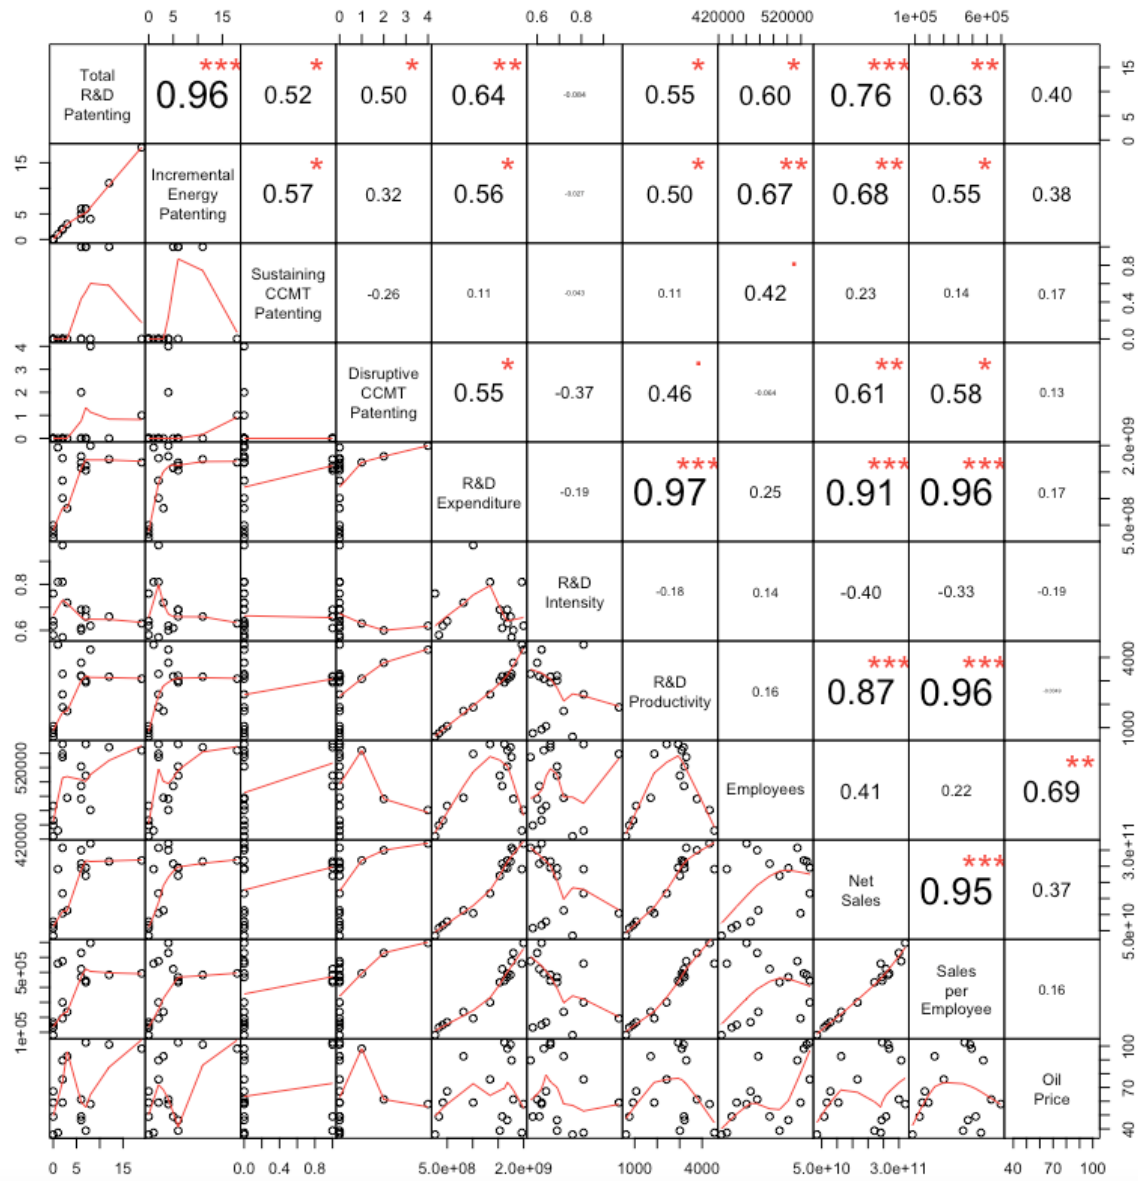 0 5 15 0 1 2 3 4 0.6 0.8 420000 520000 1e+05 6e+05
Total
R&D
Patenting
*** 0.96
* 0.52
* 0.50
** 0.64
-0.084
* 0.55
* 0.60
*** 0.76
** 0.63
0.40
0 5 15
0 5 15
Incremental
Energy
Patenting
* 0.57
0.32
* 0.56
-0.027
* 0.50
** 0.67
** 0.68
* 0.55
0.38
Sustaining
CCMT
Patenting
-0.26
0.11
-0.043
0.11
. 0.42
0.23
0.14
0.17
0.0 0.4 0.8
0 1 2 3 4
Disruptive
CCMT
Patenting
* 0.55
-0.37
. 0.46
-0.064
** 0.61
* 0.58
0.13
R&D
Expenditure
-0.19
*** 0.97
0.25
*** 0.91
*** 0.96
0.17
5.0e+08 2.0e+09
0.6 0.8
R&D
Intensity
-0.18
0.14
-0.40
-0.33
-0.19
R&D
Productivity
0.16
*** 0.87
*** 0.96
1000 4000
420000 520000
Employees
0.41
0.22
** 0.69
Net
Sales
*** 0.95
0.37
5.0e+10 3.0e+11
1e+05 5e+05
Sales
per
Employee
0.16
Oil
Price
40 70 100
0 5 15 0.0 0.4 0.8 5.0e+08 2.0e+09 1000 4000 5.0e+10 3.0e+11 40 70 100